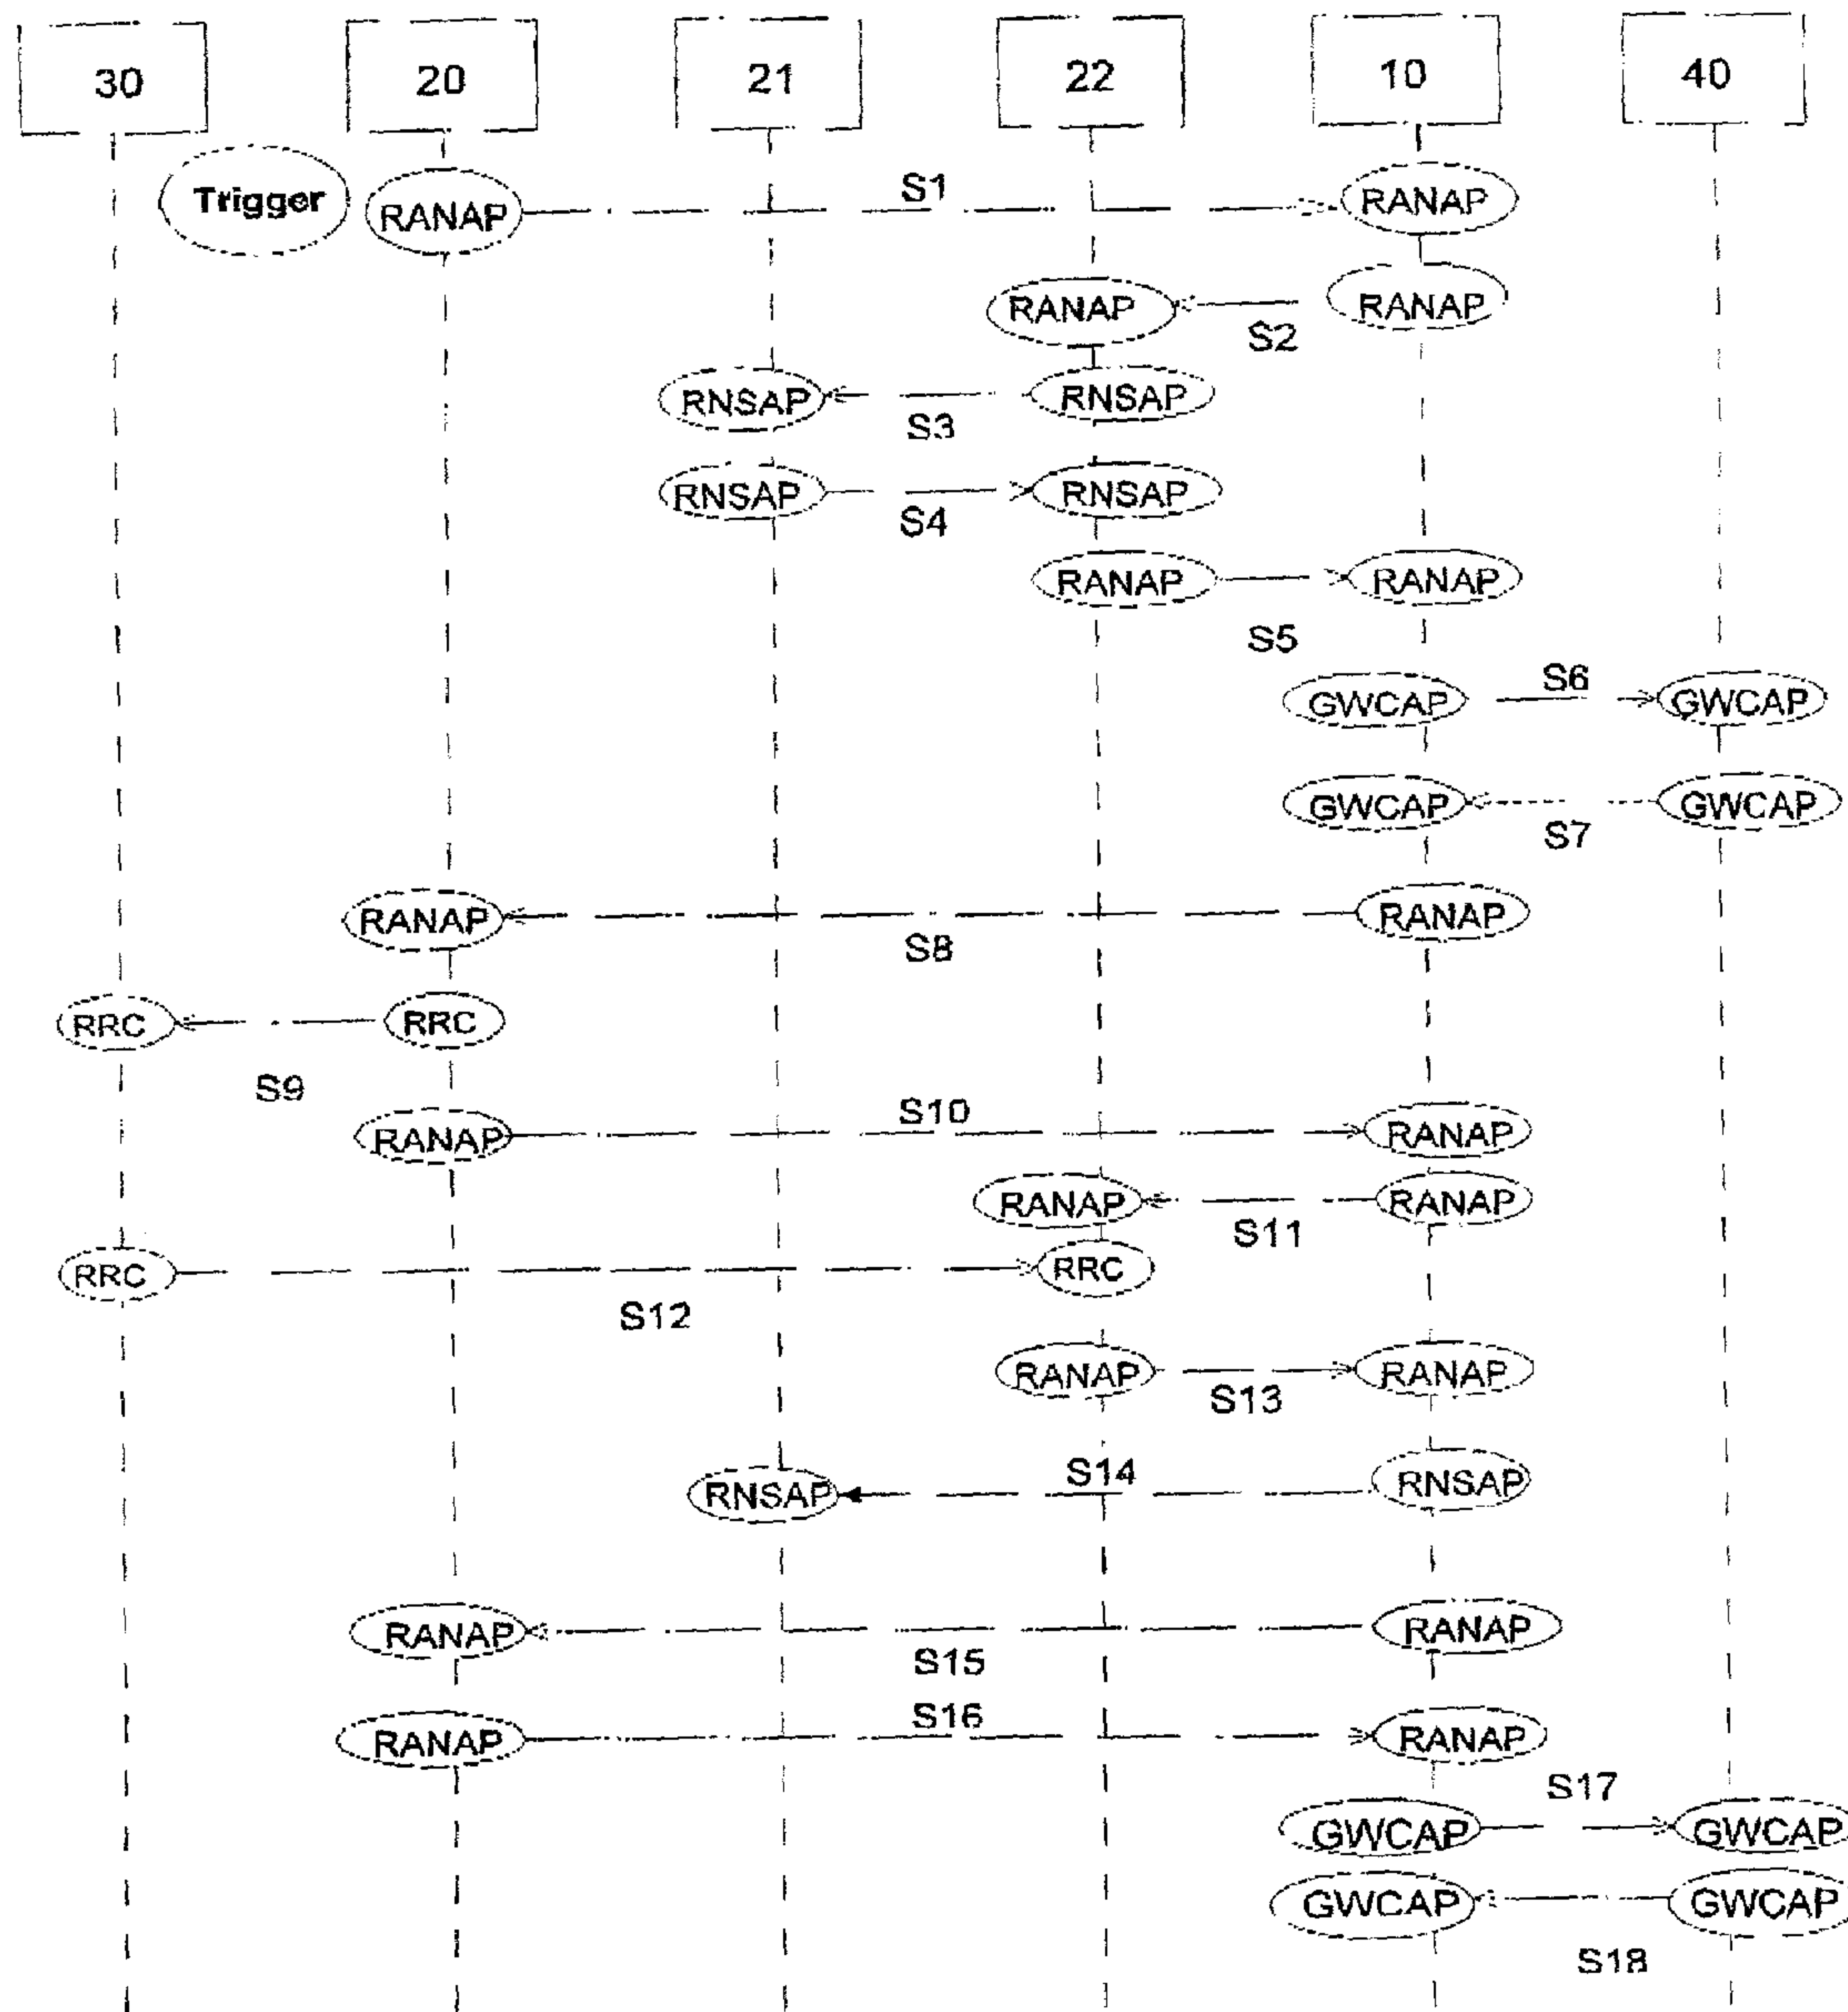 30 20 21 22 10 40
Trigger RANAP S1 RANAP
RANAP S2 RANAP
RNSAP S3 RNSAP
RNSAP S4 RNSAP
RANAP S5 RANAP
GWCAP S6 GWCAP
GWCAP S7 GWCAP
RANAP S8 RANAP
RRC S9 RRC
RANAP S10 RANAP
RANAP S11 RANAP
RRC S12 RRC
RANAP S13 RANAP
RNSAP S14 RNSAP
RANAP S15 RANAP
RANAP S16 RANAP
GWCAP S17 GWCAP
GWCAP S18 GWCAP